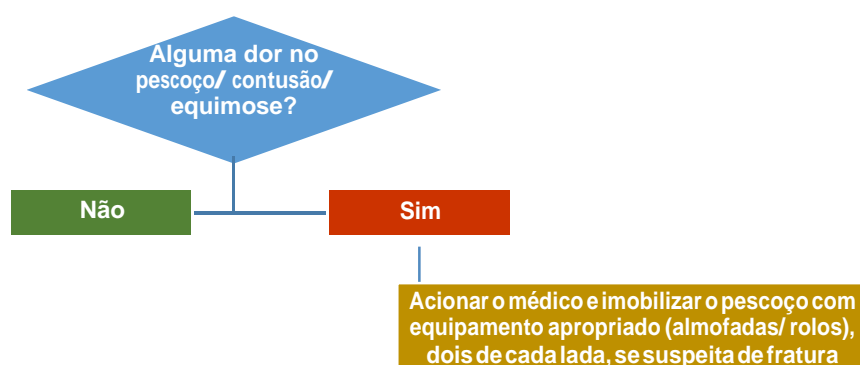 Alguma dor no
pescoço/ contusão/
equimose?
Não
Sim
Acionar o médico e imobilizar o pescoço com
equipamento apropriado (almofadas/ rolos),
dois de cada lada, se suspeita de fratura